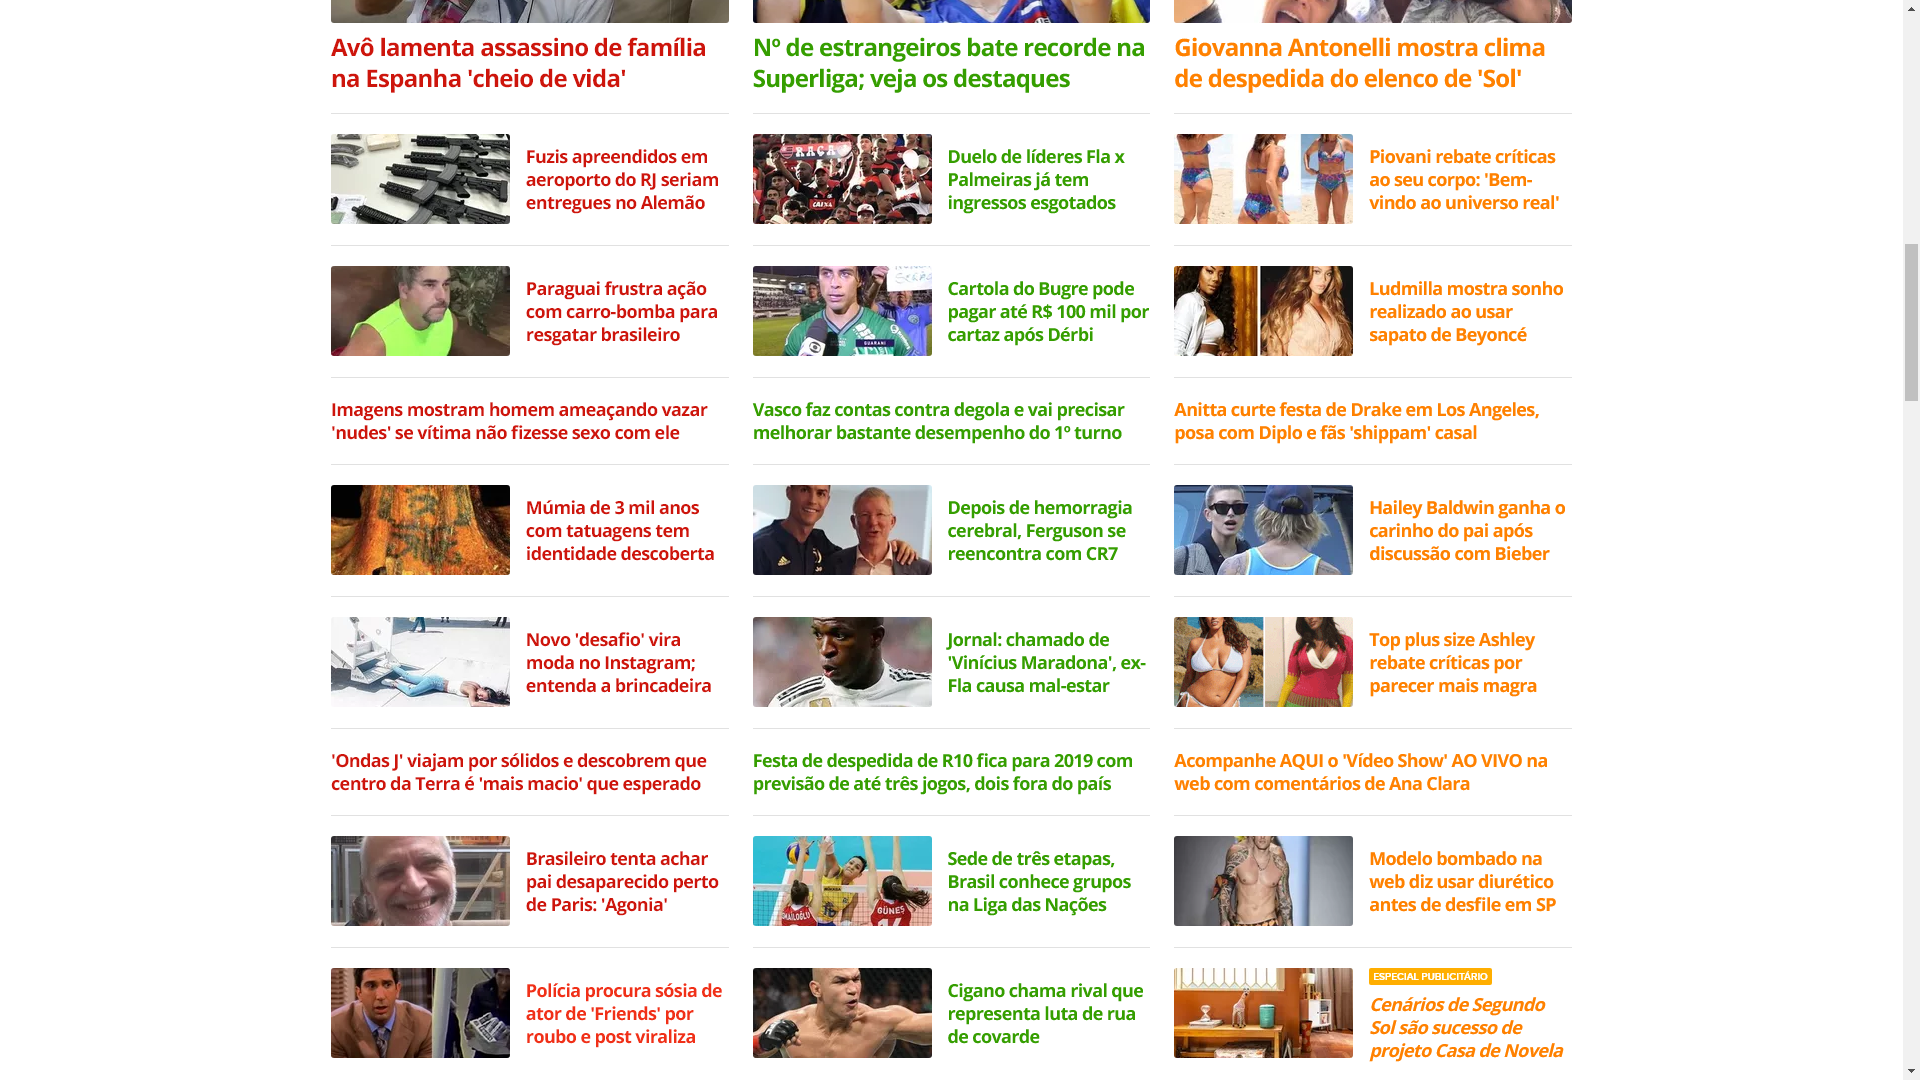 Avô lamenta assassino de família
na Espanha 'cheio de vida'
Fuzis apreendidos em
aeroporto do RJ seriam
entregues no Alemão
Paraguai frustra ação
com carro-bomba para
resgatar brasileiro
Imagens mostram homem ameaçando vazar
'nudes' se vítima não fizesse sexo com ele
Múmia de 3 mil anos
com tatuagens tem
identidade descoberta
Novo 'desafio' vira
moda no Instagram;
entenda a brincadeira
'Ondas J' viajam por sólidos e descobrem que
centro da Terra é 'mais macio' que esperado
Brasileiro tenta achar
pai desaparecido perto
de Paris: 'Agonia'
Polícia procura sósia de
ator de 'Friends' por
roubo e post viraliza
Nº de estrangeiros bate recorde na
Superliga; veja os destaques
RAÇA
CAIXA
Duelo de líderes Fla x
Palmeiras já tem
ingressos esgotados
GUARANI
Cartola do Bugre pode
pagar até R$ 100 mil por
cartaz após Dérbi
Vasco faz contas contra degola e vai precisar
melhorar bastante desempenho do 1º turno
Depois de hemorragia
cerebral, Ferguson se
reencontra com CR7
Jornal: chamado de
'Vinícius Maradona', ex-
Fla causa mal-estar
Festa de despedida de R10 fica para 2019 com
previsão de até três jogos, dois fora do país
GÜNEŞ
14
Sede de três etapas,
Brasil conhece grupos
na Liga das Nações
Cigano chama rival que
representa luta de rua
de covarde
Giovanna Antonelli mostra clima
de despedida do elenco de 'Sol'
Piovani rebate críticas
ao seu corpo: 'Bem-
vindo ao universo real'
Ludmilla mostra sonho
realizado ao usar
sapato de Beyoncé
Anitta curte festa de Drake em Los Angeles,
posa com Diplo e fãs 'shippam' casal
Hailey Baldwin ganha o
carinho do pai após
discussão com Bieber
Top plus size Ashley
rebate críticas por
parecer mais magra
Acompanhe AQUI o 'Vídeo Show' AO VIVO na
web com comentários de Ana Clara
Modelo bombado na
web diz usar diurético
antes de desfile em SP
ESPECIAL PUBLICITÁRIO
Cenários de Segundo
Sol são sucesso de
projeto Casa de Novela